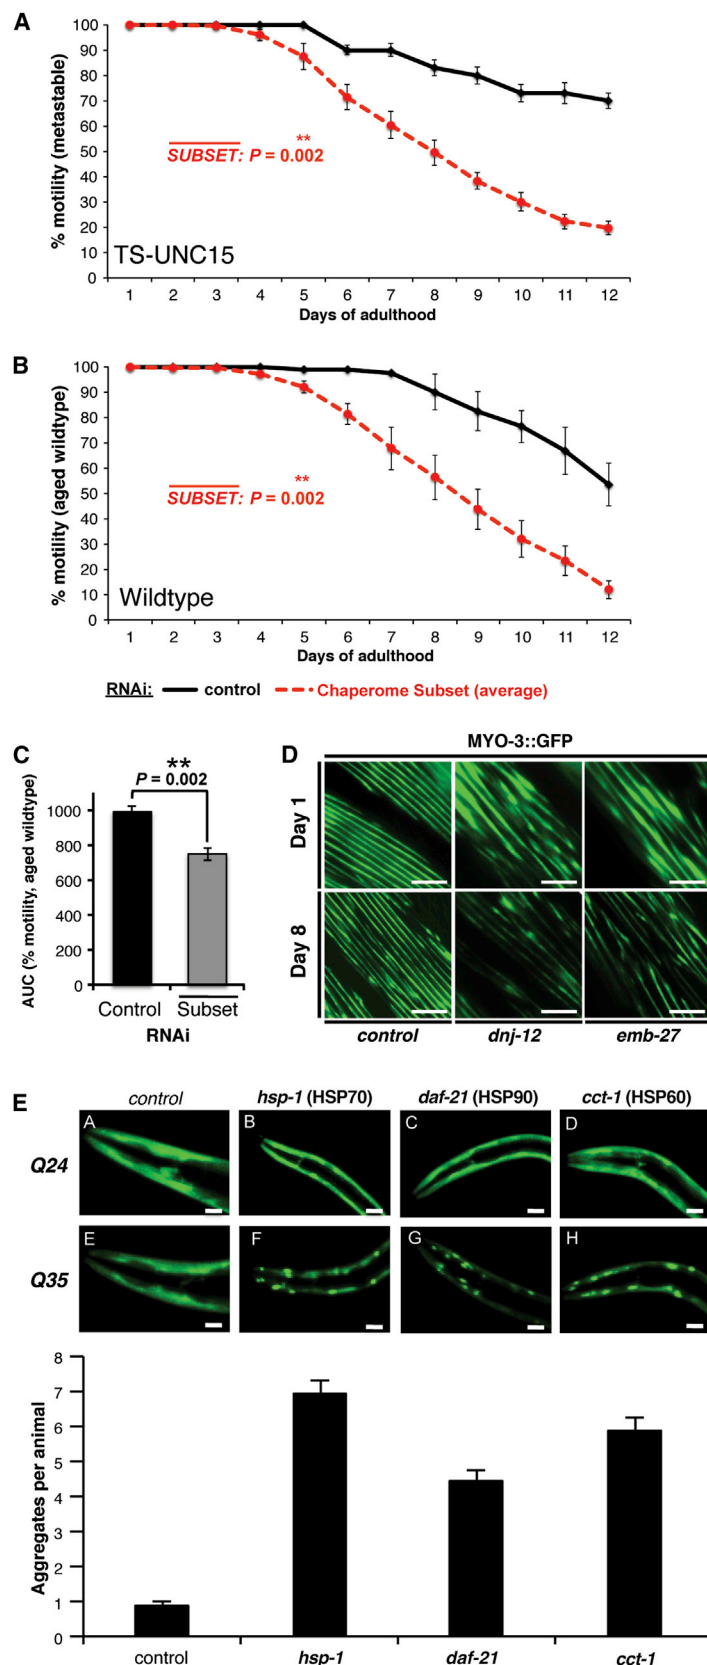 A
% motility (metastable)
100
90
80
70
60
50
40
30
20
10
0
**
SUBSET: P = 0.002
TS-UNC15
1 2 3 4 5 6 7 8 9 10 11 12
Days of adulthood
B
% motility (aged wildtype)
100
90
80
70
60
50
40
30
20
10
0
**
SUBSET: P = 0.002
Wildtype
1 2 3 4 5 6 7 8 9 10 11 12
Days of adulthood
RNAi: control Chaperome Subset (average)
C
AUC (% motility, aged wildtype)
**
P = 0.002
1000
800
600
400
200
0
Control Subset
RNAi
D
MYO-3::GFP
Day 1
Day 8
control dnj-12 emb-27
E
control hsp-1 (HSP70) daf-21 (HSP90) cct-1 (HSP60)
Q24
A B C D
Q35
E F G H
Aggregates per animal
8
7
6
5
4
3
2
1
0
control hsp-1 daf-21 cct-1